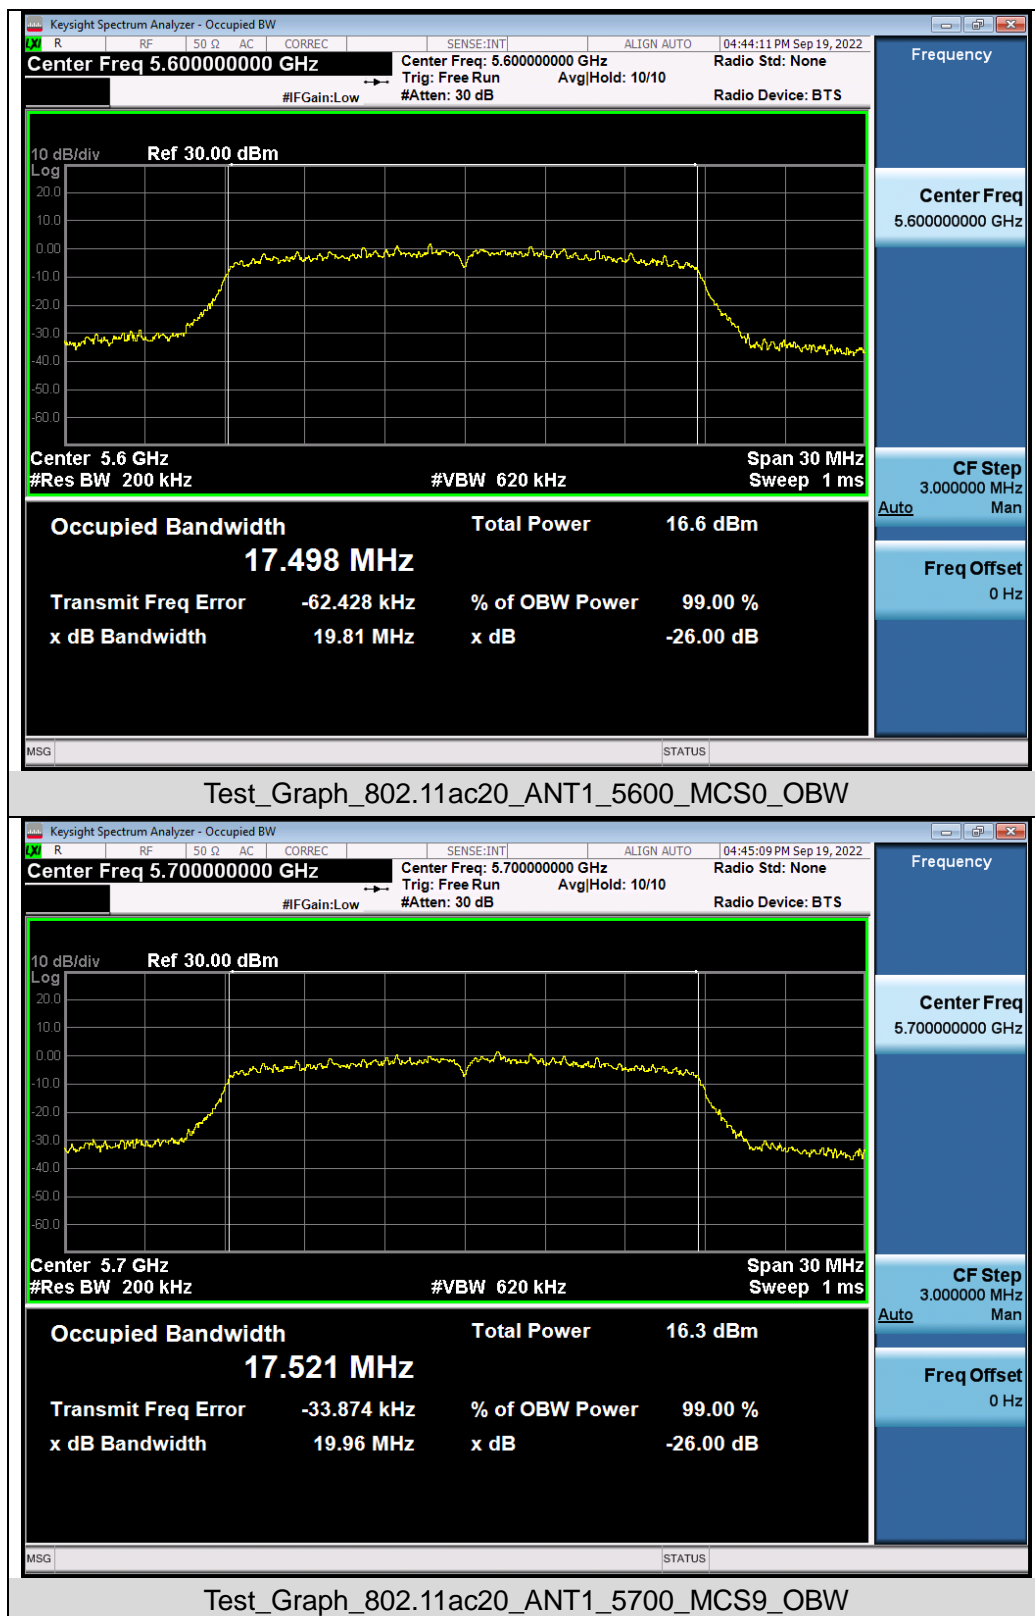 Keysight Spectrum Analyzer - Occupied BW
LXI R RF 50 Ω AC CORREC SENSE:INT ALIGN AUTO 04:44:11 PM Sep 19, 2022
Center Freq 5.600000000 GHz
Center Freq: 5.600000000 GHz Radio Std: None
Trig: Free Run Avg|Hold: 10/10
#IFGain:Low #Atten: 30 dB Radio Device: BTS
Frequency
10 dB/div Ref 30.00 dBm
Log
20.0
10.0
0.00
-10.0
-20.0
-30.0
-40.0
-50.0
-60.0
Center 5.6 GHz Span 30 MHz
#Res BW 200 kHz #VBW 620 kHz Sweep 1 ms
Center Freq
5.600000000 GHz
CF Step
3.000000 MHz
Auto Man
Freq Offset
0 Hz
Occupied Bandwidth Total Power 16.6 dBm
17.498 MHz
Transmit Freq Error -62.428 kHz % of OBW Power 99.00 %
x dB Bandwidth 19.81 MHz x dB -26.00 dB
MSG STATUS
Test_Graph_802.11ac20_ANT1_5600_MCS0_OBW
Keysight Spectrum Analyzer - Occupied BW
LXI R RF 50 Ω AC CORREC SENSE:INT ALIGN AUTO 04:45:09 PM Sep 19, 2022
Center Freq 5.700000000 GHz
Center Freq: 5.700000000 GHz Radio Std: None
Trig: Free Run Avg|Hold: 10/10
#IFGain:Low #Atten: 30 dB Radio Device: BTS
Frequency
10 dB/div Ref 30.00 dBm
Log
20.0
10.0
0.00
-10.0
-20.0
-30.0
-40.0
-50.0
-60.0
Center 5.7 GHz Span 30 MHz
#Res BW 200 kHz #VBW 620 kHz Sweep 1 ms
Center Freq
5.700000000 GHz
CF Step
3.000000 MHz
Auto Man
Freq Offset
0 Hz
Occupied Bandwidth Total Power 16.3 dBm
17.521 MHz
Transmit Freq Error -33.874 kHz % of OBW Power 99.00 %
x dB Bandwidth 19.96 MHz x dB -26.00 dB
MSG STATUS
Test_Graph_802.11ac20_ANT1_5700_MCS9_OBW